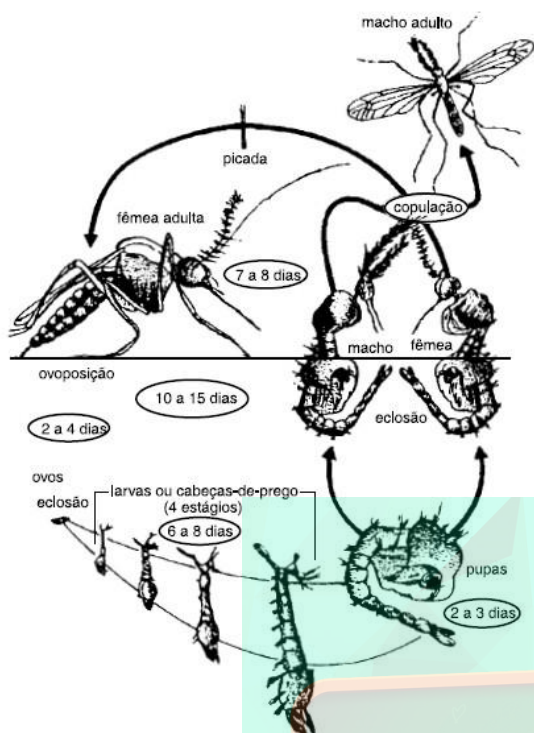 macho adulto
picada
copulação
fêmea adulta
7 a 8 dias
macho
fêmea
ovoposição
10 a 15 dias
eclosão
2 a 4 dias
ovos
eclosão
larvas ou cabeças-de-prego
(4 estágios)
6 a 8 dias
pupas
2 a 3 dias